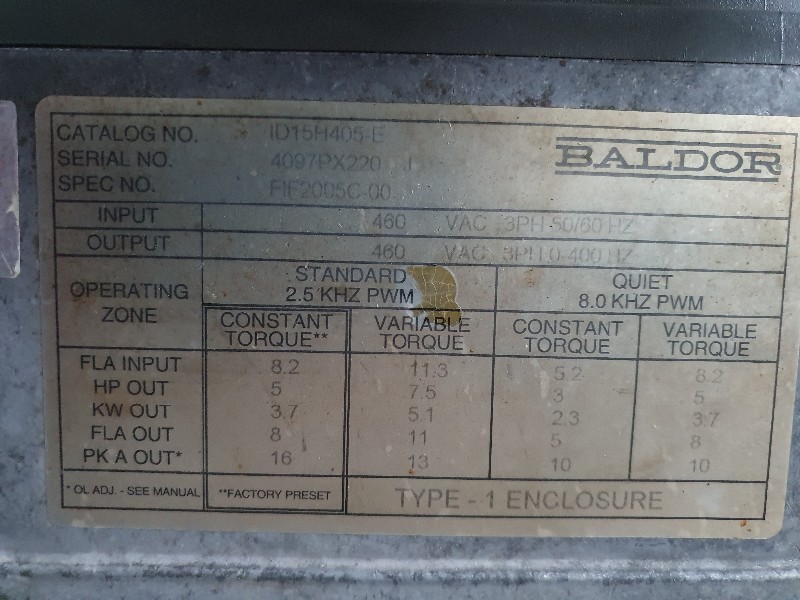 CATALOG NO. ID15H405-E
SERIAL NO. 4097PX220
SPEC NO. FIF2005C-00
BALDOR
INPUT 460 VAC 3PH 50/60 HZ
OUTPUT 460 VAC 3PH 0-400 HZ
OPERATING ZONE
STANDARD
2.5 KHZ PWM
QUIET
8.0 KHZ PWM
CONSTANT TORQUE**
VARIABLE TORQUE
CONSTANT TORQUE
VARIABLE TORQUE
FLA INPUT 8.2 11.3 5.2 8.2
HP OUT 5 7.5 3 5
KW OUT 3.7 5.1 2.3 3.7
FLA OUT 8 11 5 8
PK A OUT* 16 13 10 10
* OL ADJ. - SEE MANUAL **FACTORY PRESET TYPE - 1 ENCLOSURE